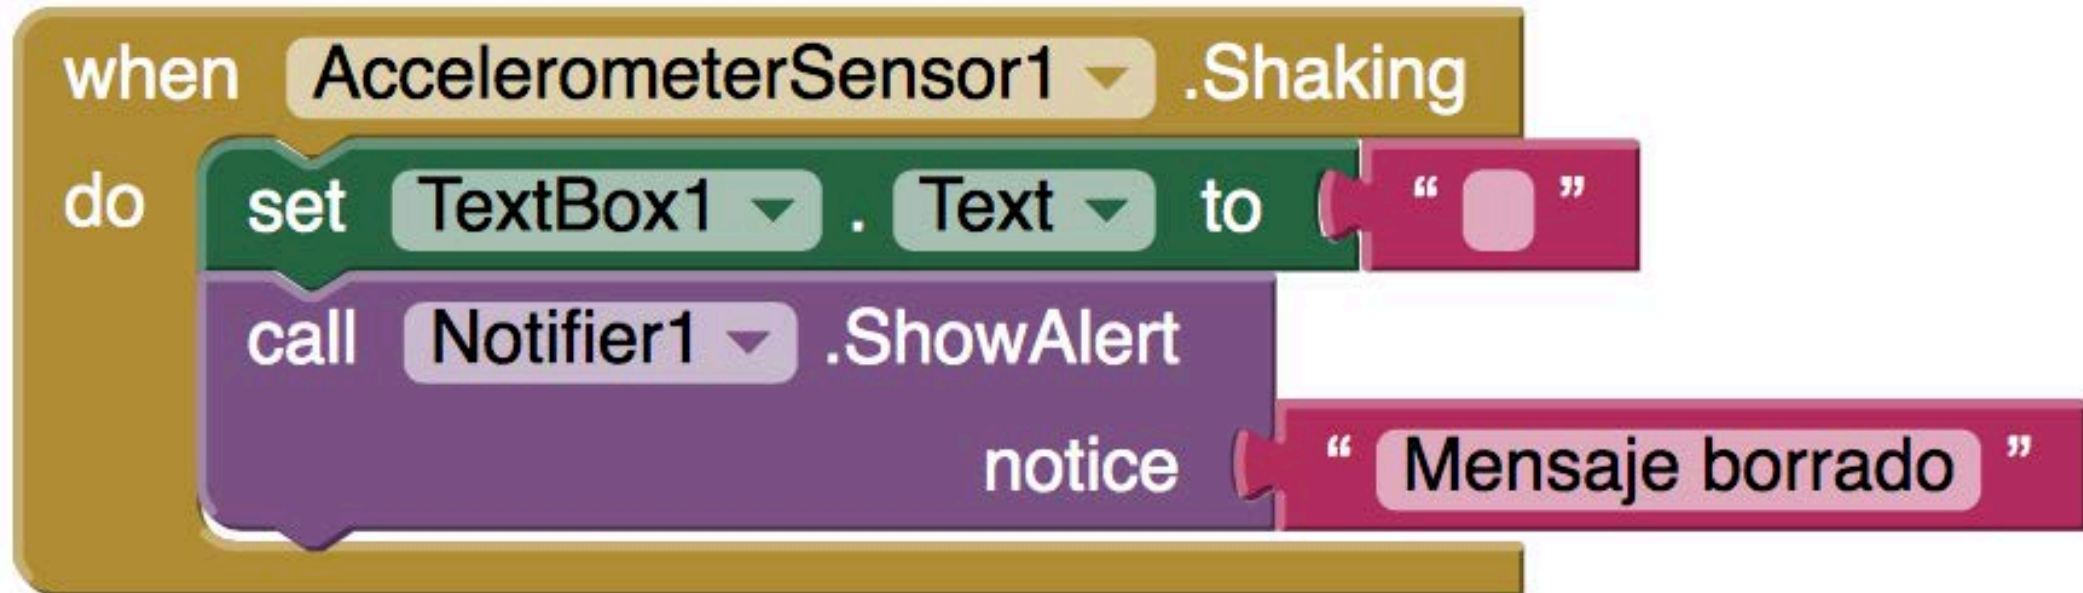 when AccelerometerSensor1 .Shaking
do set TextBox1 . Text to “ ”
call Notifier1 .ShowAlert
notice “ Mensaje borrado ”